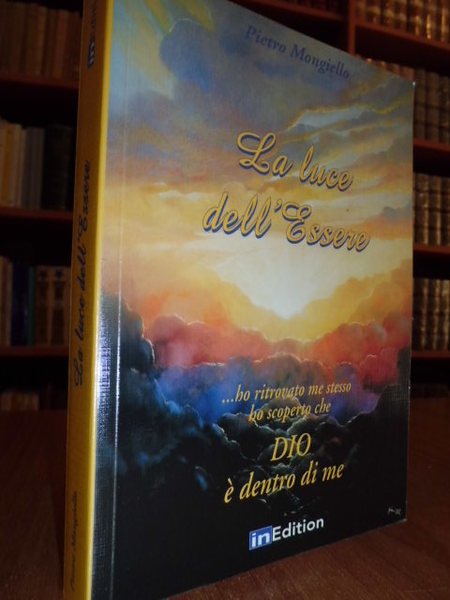 Pietro Mongiello
La luce
dell'Essere
...ho ritrovato me stesso
ho scoperto che
DIO
è dentro di me
inEdition
inEdition
La luce dell'Essere
Pietro Mongiello